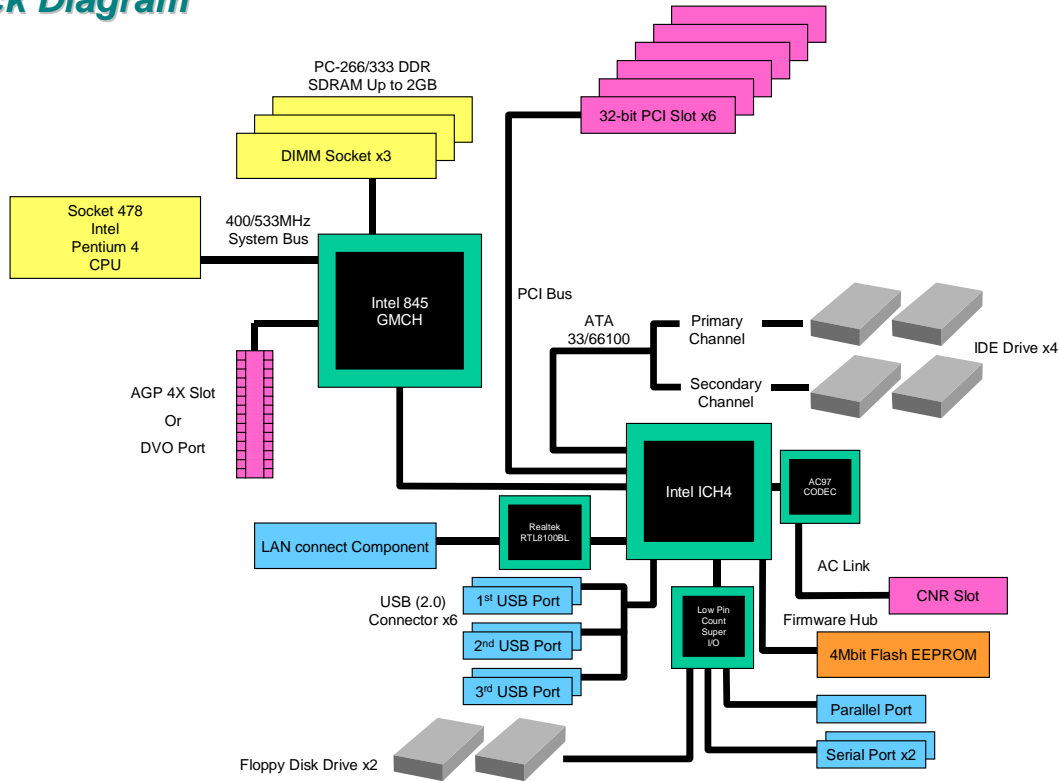 ck Diagram
PC-266/333 DDR
SDRAM Up to 2GB
DIMM Socket x3
32-bit PCI Slot x6
Socket 478
Intel
Pentium 4
CPU
400/533MHz
System Bus
Intel 845
GMCH
PCI Bus
ATA
33/66100
Primary
Channel
Secondary
Channel
IDE Drive x4
AGP 4X Slot
Or
DVO Port
Intel ICH4
AC97
CODEC
Realtek
RTL8100BL
LAN connect Component
AC Link
CNR Slot
USB (2.0)
Connector x6
1st USB Port
2nd USB Port
3rd USB Port
Low Pin
Count
Super
I/O
Firmware Hub
4Mbit Flash EEPROM
Parallel Port
Serial Port x2
Floppy Disk Drive x2